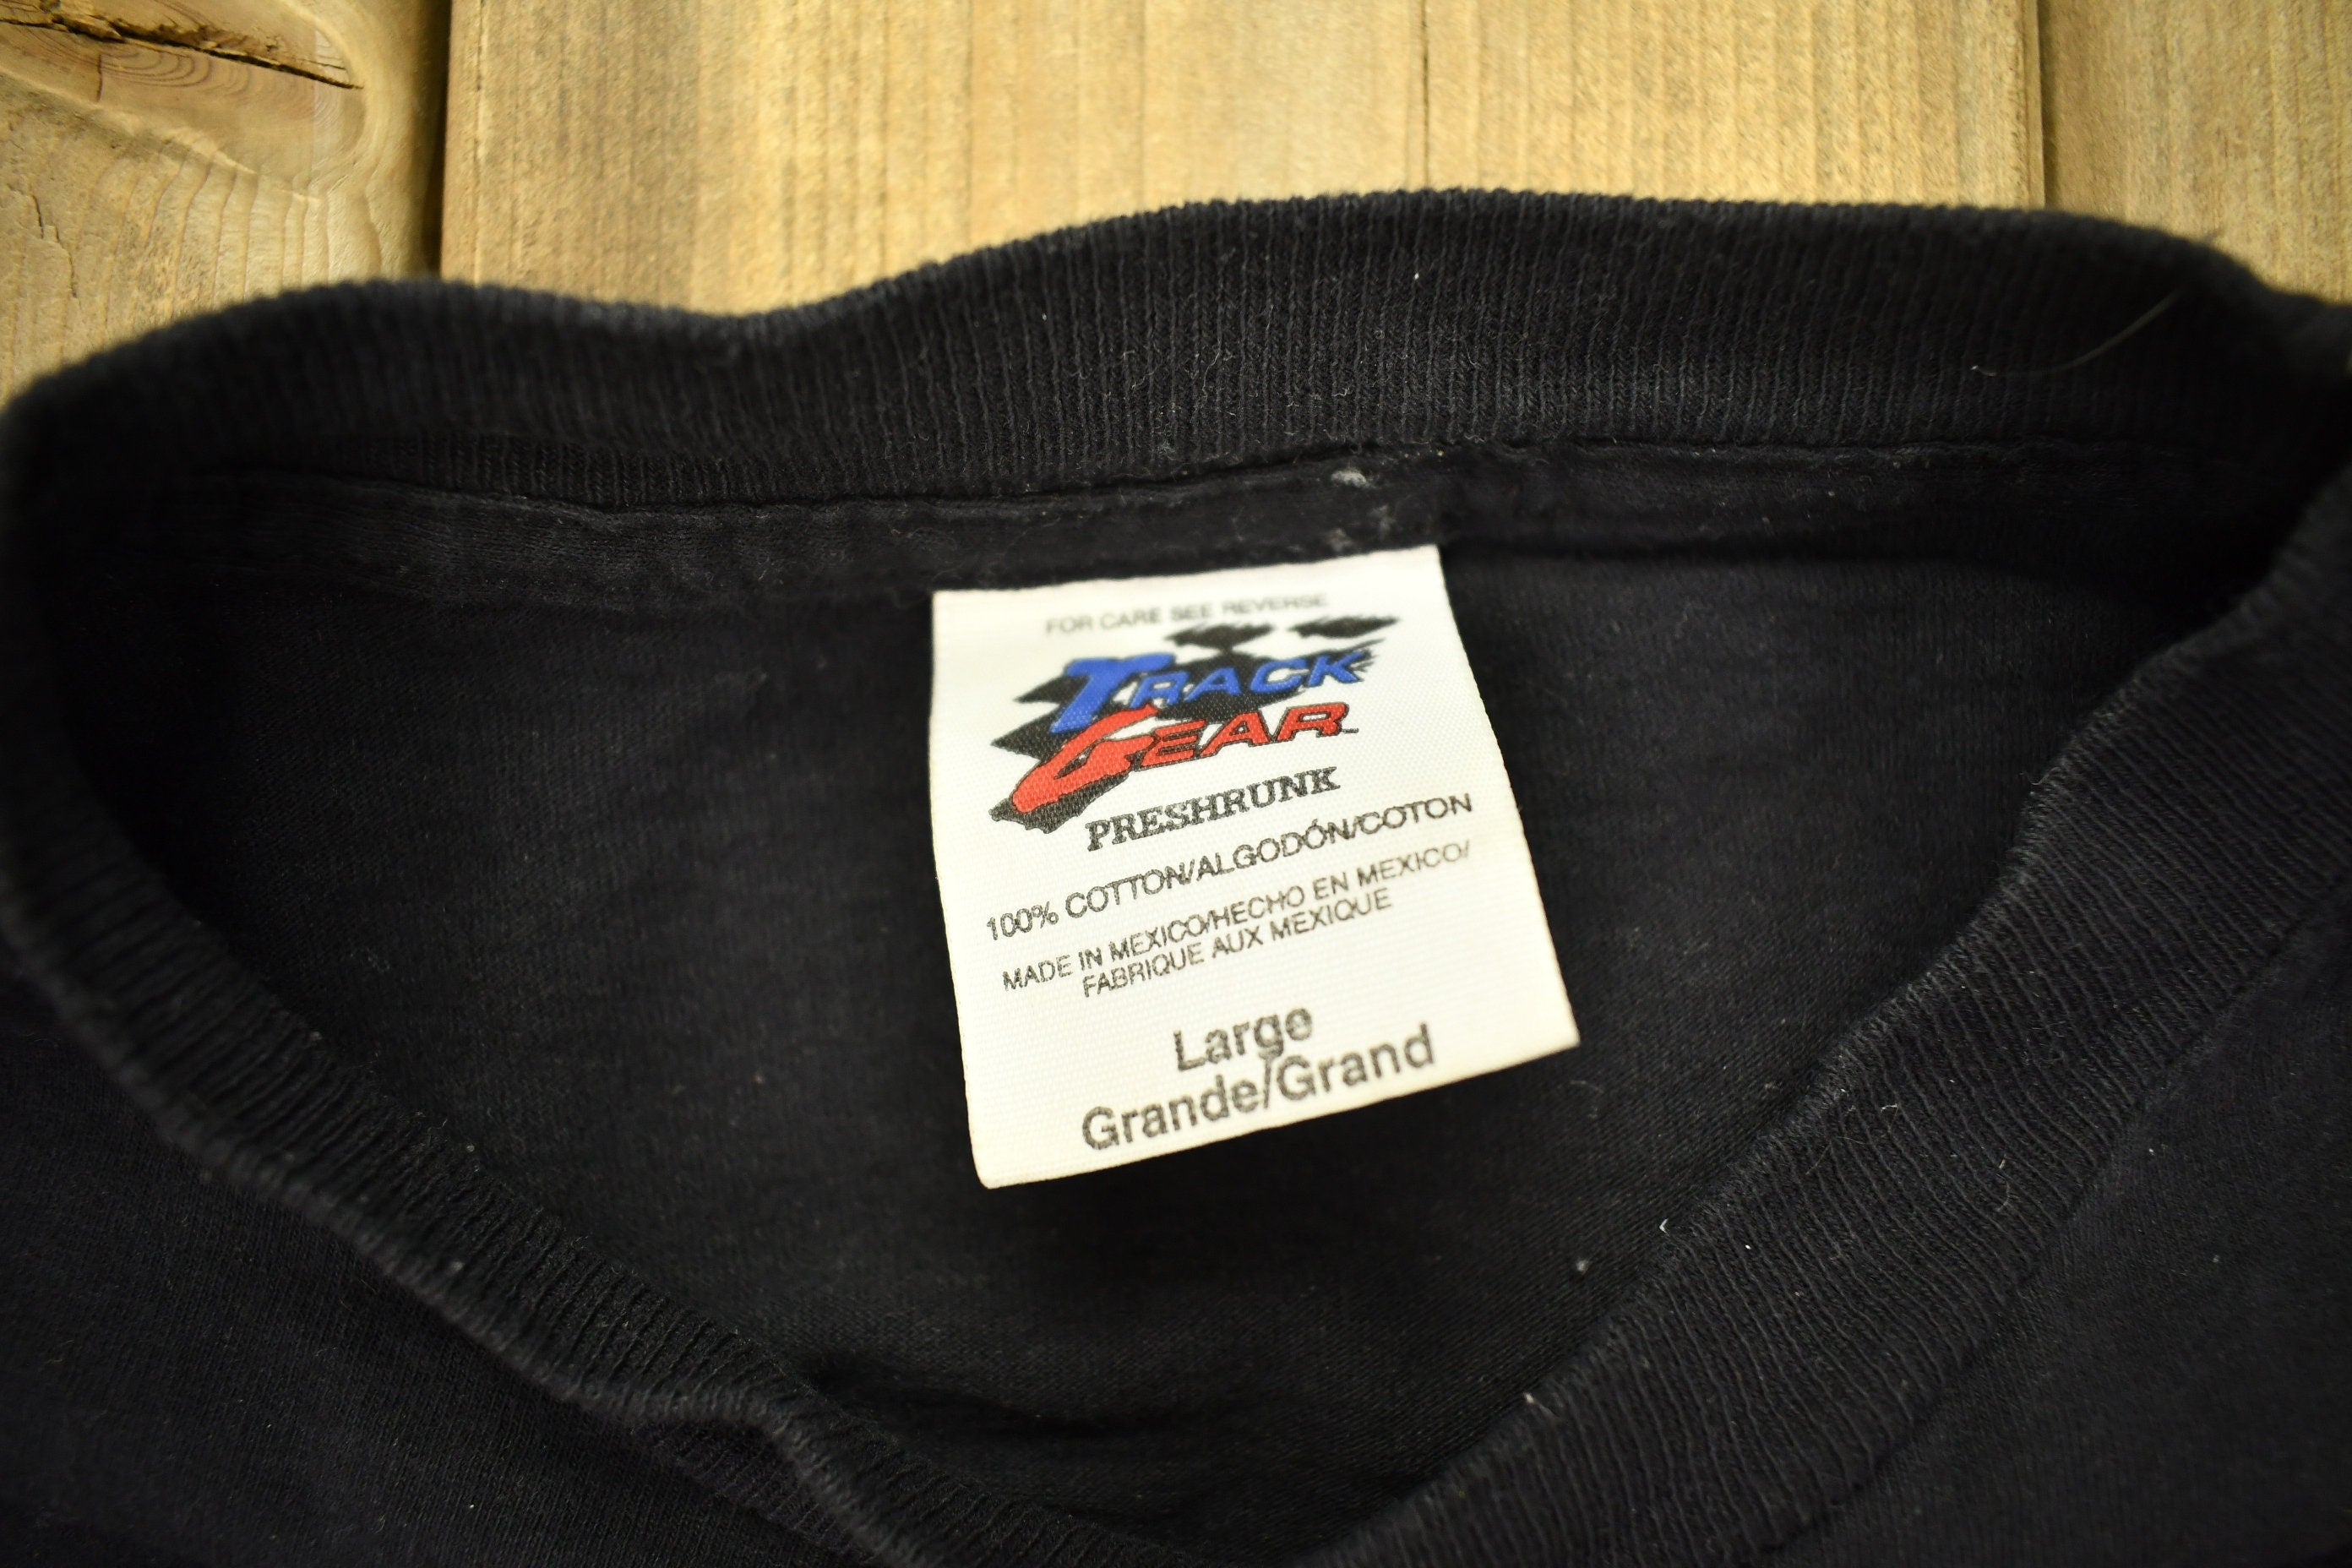 FOR CARE SEE REVERSE
TRACK
GEAR
PRESHRUNK
100% COTTON/ALGODÓN/COTON
MADE IN MEXICO/HECHO EN MEXICO/
FABRIQUE AUX MEXIQUE
Large
Grande/Grand